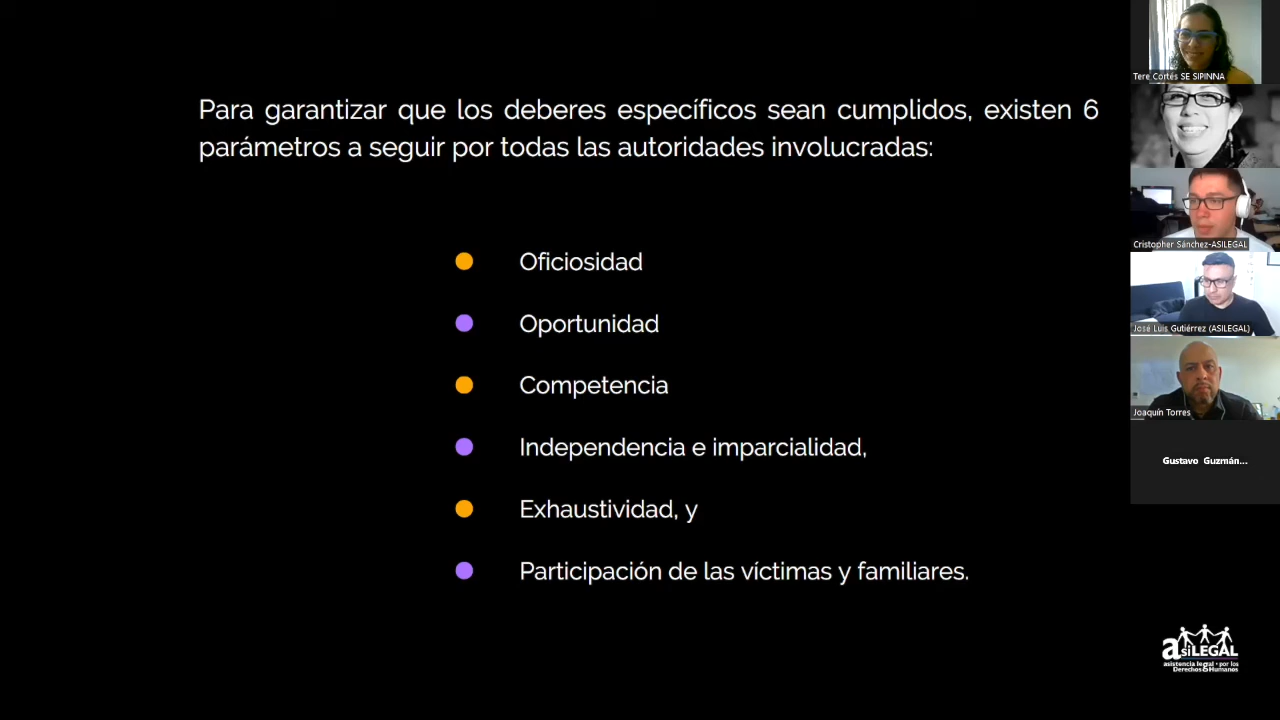 Para garantizar que los deberes específicos sean cumplidos, existen 6
parámetros a seguir por todas las autoridades involucradas:
Oficiosidad
Oportunidad
Competencia
Independencia e imparcialidad,
Exhaustividad, y
Participación de las víctimas y familiares.
Tere Cortés SE SIPINNA
Cristopher Sánchez-ASILEGAL
José Luis Gutiérrez (ASILEGAL)
Joaquín Torres
Gustavo Guzmán...
asiLEGAL
asistencia legal · por los
Derechos Humanos